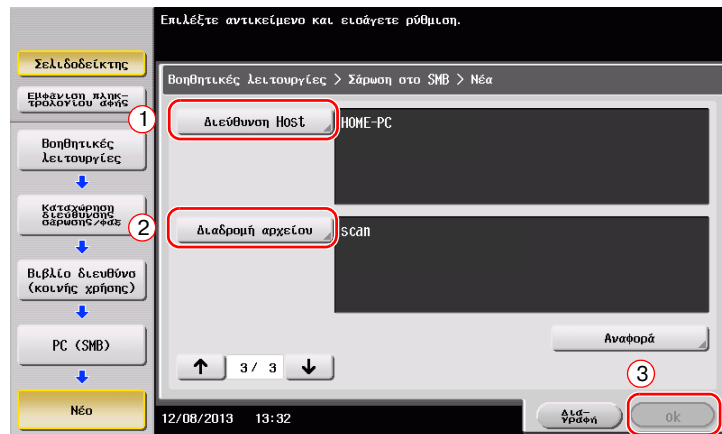 Επιλέξτε αντικείμενο και εισάγετε ρύθμιση.
Σελιδοδείκτης
Εμφάνιση πληκ-
τρολογίου αφής
Βοηθητικές
λειτουργίες
Καταχώρηση
διεύθυνσης
σάρωσης/φαξ
Βιβλίο διευθύνσ
(κοινής χρήσης)
PC (SMB)
Νέο
Βοηθητικές λειτουργίες > Σάρωση στο SMB > Νέα
1
Διεύθυνση Host
HOME-PC
2
Διαδρομή αρχείου
scan
Αναφορά
↑ 3/ 3 ↓
3
12/08/2013 13:32
Δια-
γραφή
ok